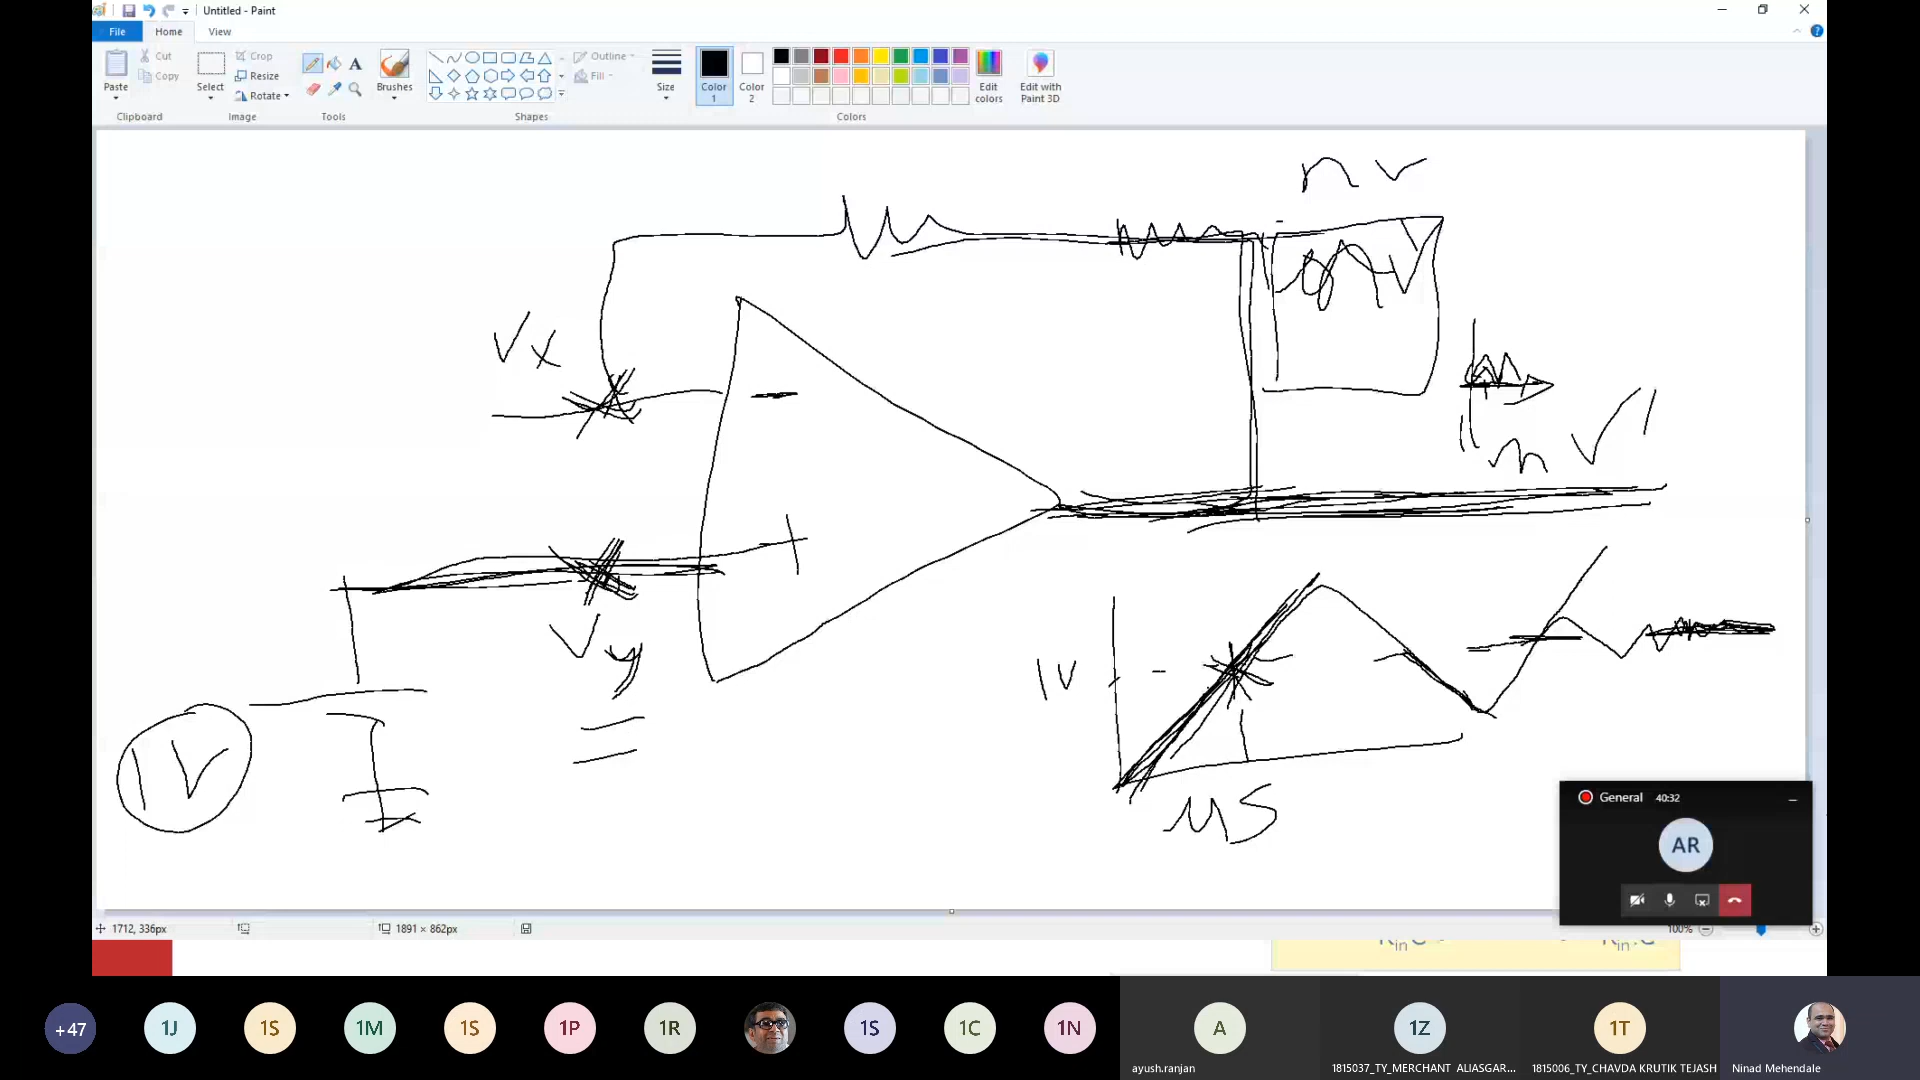 Untitled - Paint
File Home View
Paste
Cut
Copy
Clipboard
Select
Crop
Resize
Rotate
Image
Tools
Brushes
Shapes
Outline
Fill
Size
Color 1
Color 2
Colors
Edit colors
Edit with Paint 3D
n v
Vx
m V
Vy
1V
1V
μs
General 40:32
AR
1712, 336px
1891 × 862px
100%
+47
1J
1S
1M
1S
1P
1R
1S
1C
1N
A
1Z
1T
ayush.ranjan
1815037_TY_MERCHANT ALIASGAR...
1815006_TY_CHAVDA KRUTIK TEJASH
Ninad Mehendale